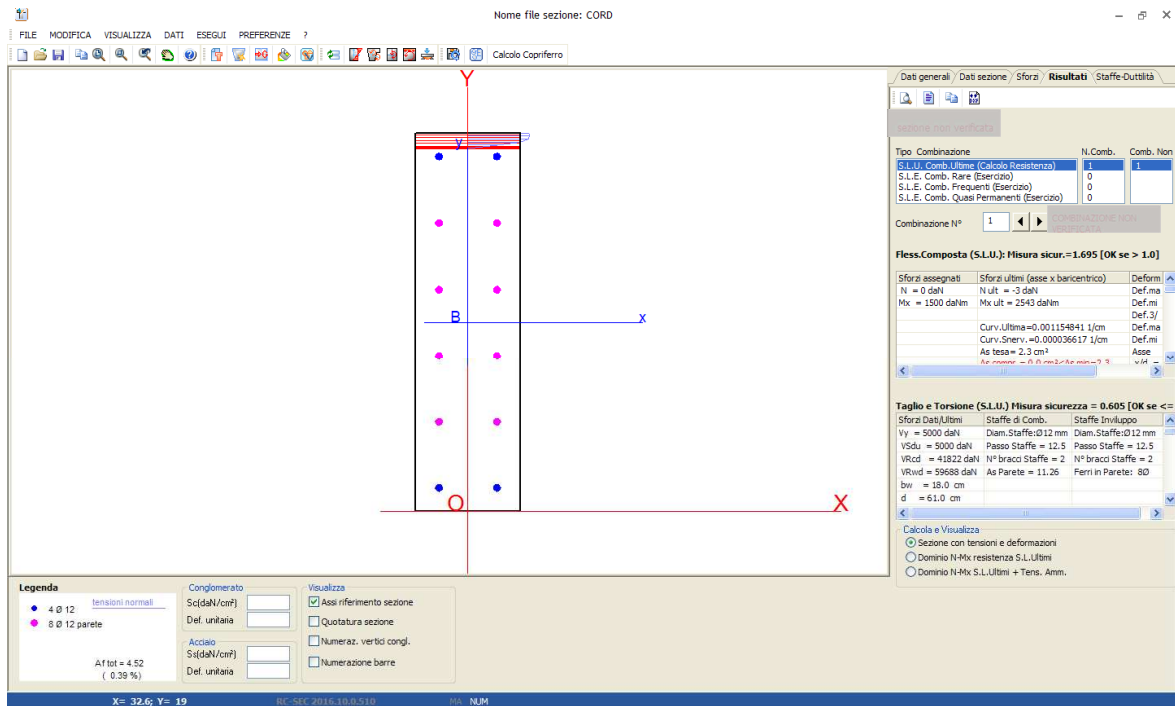 Nome file sezione: CORD
FILE MODIFICA VISUALIZZA DATI ESEGUI PREFERENZE ?
Calcolo Copriferro
Y
y
B
x
O
X
Dati generali Dati sezione Sforzi Risultati Staffe-Duttilità
sezione non verificata
Tipo Combinazione N.Comb. Comb. Non
S.L.U. Comb.Ultime (Calcolo Resistenza) 1 1
S.L.E. Comb. Rare (Esercizio) 0
S.L.E. Comb. Frequenti (Esercizio) 0
S.L.E. Comb. Quasi Permanenti (Esercizio) 0
Combinazione N° 1
COMBINAZIONE NON VERIFICATA
Fless.Composta (S.L.U.): Misura sicur.=1.695 [OK se > 1.0]
Sforzi assegnati Sforzi ultimi (asse x baricentrico) Deform
N = 0 daN N ult = -3 daN Def.ma
Mx = 1500 daNm Mx ult = 2543 daNm Def.mi
Def.3/
Curv.Ultima=0.001154841 1/cm Def.ma
Curv.Snerv.=0.000036617 1/cm Def.mi
As tesa= 2.3 cm² Asse
As compr. = 0.0 cm²<As min=2.3 x/d =
Taglio e Torsione (S.L.U.) Misura sicurezza = 0.605 [OK se <=
Sforzi Dati/Ultimi Staffe di Comb. Staffe Inviluppo
Vy = 5000 daN Diam.Staffe:Ø12 mm Diam.Staffe:Ø12 mm
VSdu = 5000 daN Passo Staffe = 12.5 Passo Staffe = 12.5
VRcd = 41822 daN N° bracci Staffe = 2 N° bracci Staffe = 2
VRwd = 59688 daN As Parete = 11.26 Ferri in Parete: 8Ø
bw = 18.0 cm
d = 61.0 cm
Calcola e Visualizza
Sezione con tensioni e deformazioni
Dominio N-Mx resistenza S.L.Ultimi
Dominio N-Mx S.L.Ultimi + Tens. Amm.
Legenda
4 Ø 12 tensioni normali
8 Ø 12 parete
Af tot = 4.52
( 0.39 %)
Conglomerato
Sc(daN/cm²)
Def. unitaria
Acciaio
Ss(daN/cm²)
Def. unitaria
Visualizza
Assi riferimento sezione
Quotatura sezione
Numeraz. vertici congl.
Numerazione barre
X= 32.6; Y= 19 RC-SEC 2016.10.0.510 MA NUM